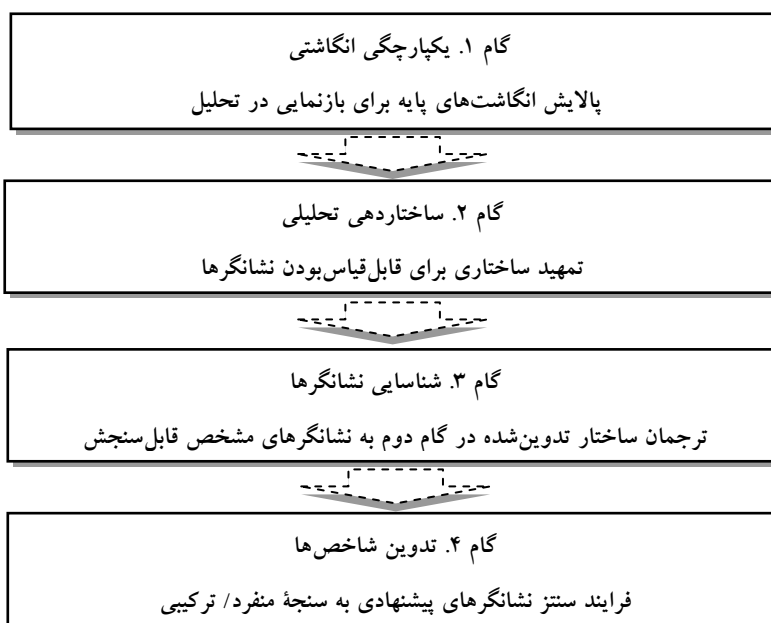 گام ۱. یکپارچگی انگاشتی
پالایش انگاشت‌های پایه برای بازنمایی در تحلیل
گام ۲. ساختاردهی تحلیلی
تمهید ساختاری برای قابل‌قیاس‌بودن نشانگرها
گام ۳. شناسایی نشانگرها
ترجمان ساختار تدوین‌شده در گام دوم به نشانگرهای مشخص قابل‌سنجش
گام ۴. تدوین شاخص‌ها
فرایند سنتز نشانگرهای پیشنهادی به سنجۀ منفرد/ ترکیبی